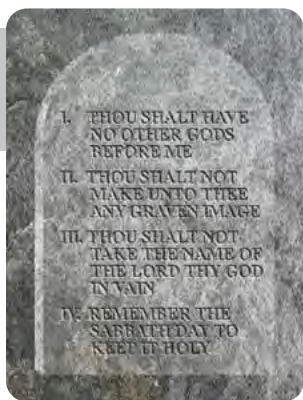 I. THOU SHALT HAVE
NO OTHER GODS
BEFORE ME
II. THOU SHALT NOT
MAKE UNTO THEE
ANY GRAVEN IMAGE
III. THOU SHALT NOT
TAKE THE NAME OF
THE LORD THY GOD
IN VAIN
IV. REMEMBER THE
SABBATH DAY TO
KEEP IT HOLY